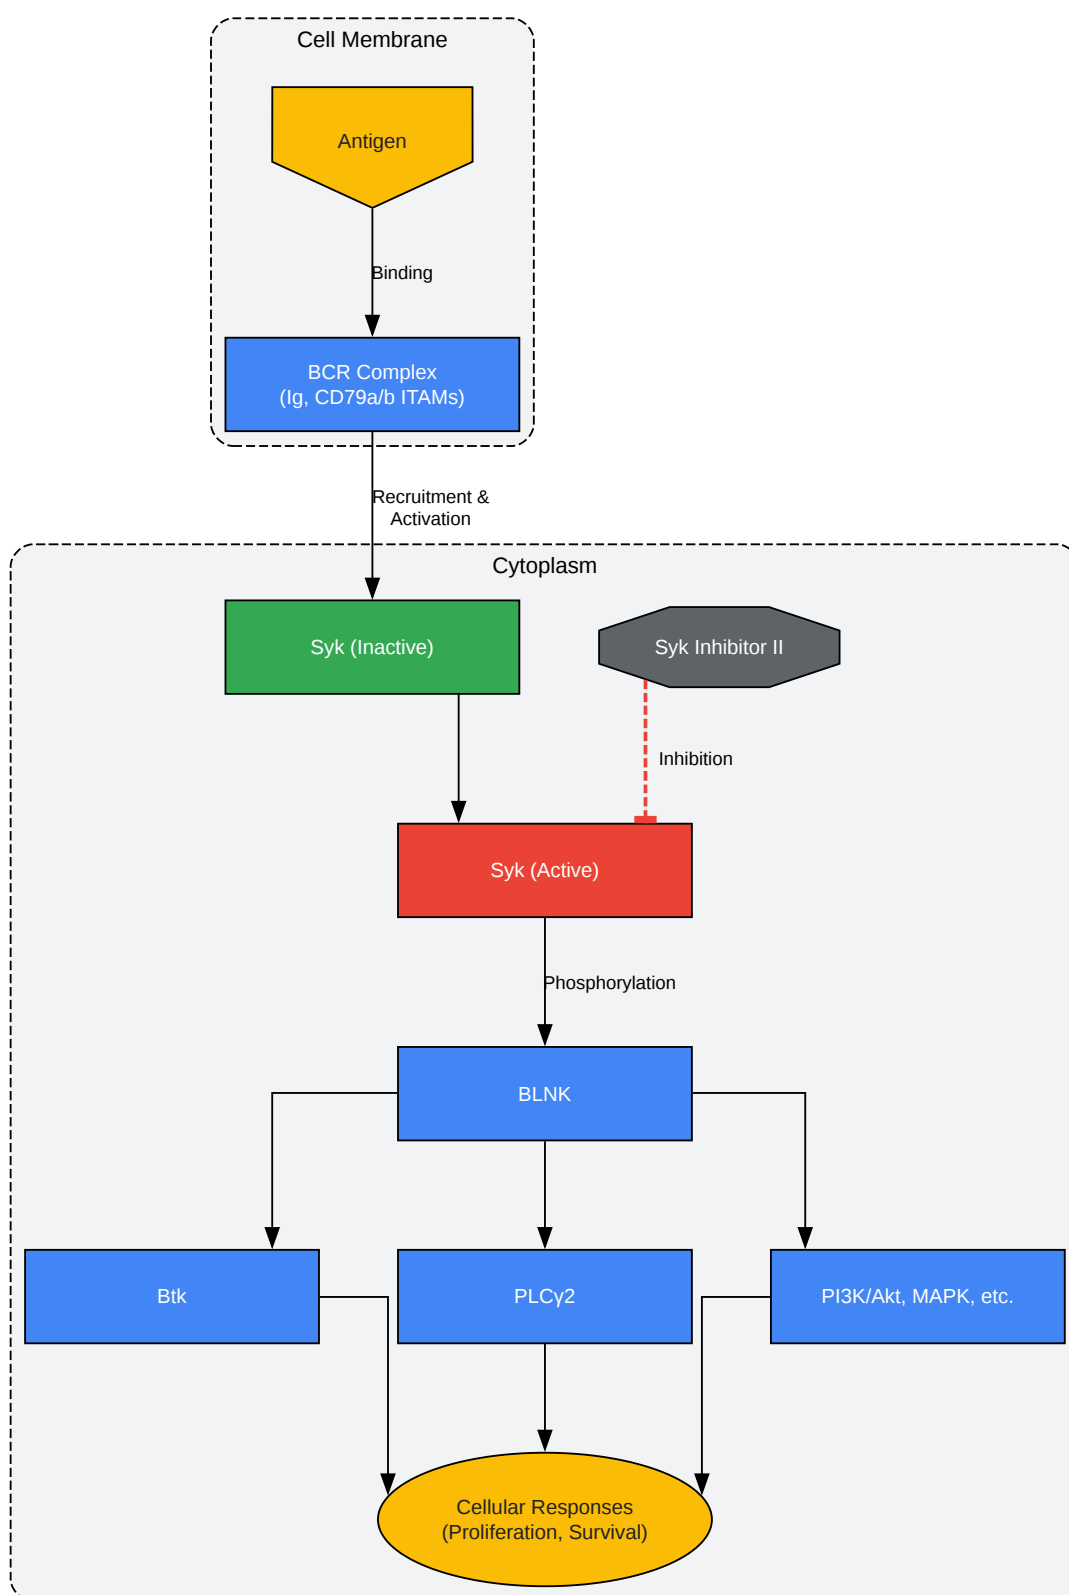 Cell Membrane
Antigen
Binding
BCR Complex
(Ig, CD79a/b ITAMs)
Recruitment &
Activation
Cytoplasm
Syk (Inactive)
Syk Inhibitor II
Inhibition
Syk (Active)
Phosphorylation
BLNK
Btk
PLCγ2
PI3K/Akt, MAPK, etc.
Cellular Responses
(Proliferation, Survival)